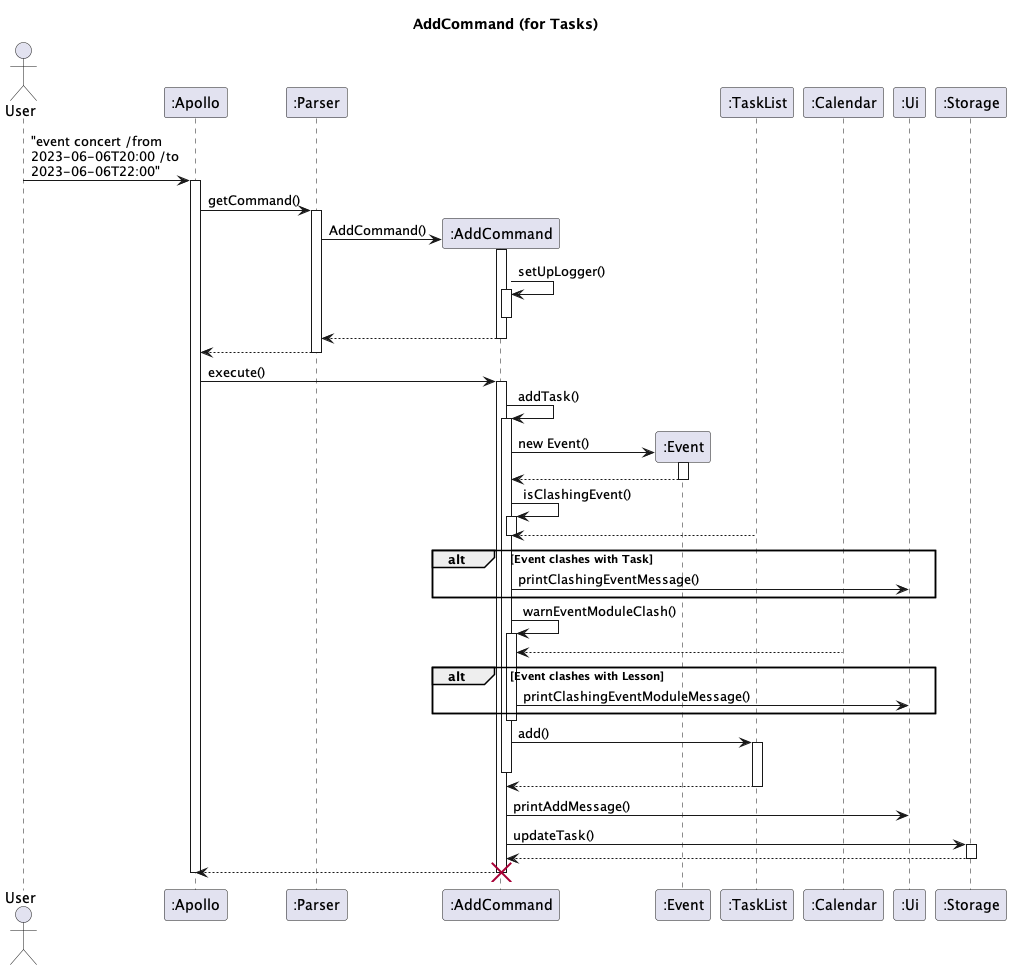 AddCommand (for Tasks)
User
:Apollo
:Parser
:TaskList
:Calendar
:Ui
:Storage
"event concert /from
2023-06-06T20:00 /to
2023-06-06T22:00"
getCommand()
AddCommand()
:AddCommand
setUpLogger()
execute()
addTask()
new Event()
:Event
isClashingEvent()
alt
[Event clashes with Task]
printClashingEventMessage()
warnEventModuleClash()
alt
[Event clashes with Lesson]
printClashingEventModuleMessage()
add()
printAddMessage()
updateTask()
User
:Apollo
:Parser
:AddCommand
:Event
:TaskList
:Calendar
:Ui
:Storage